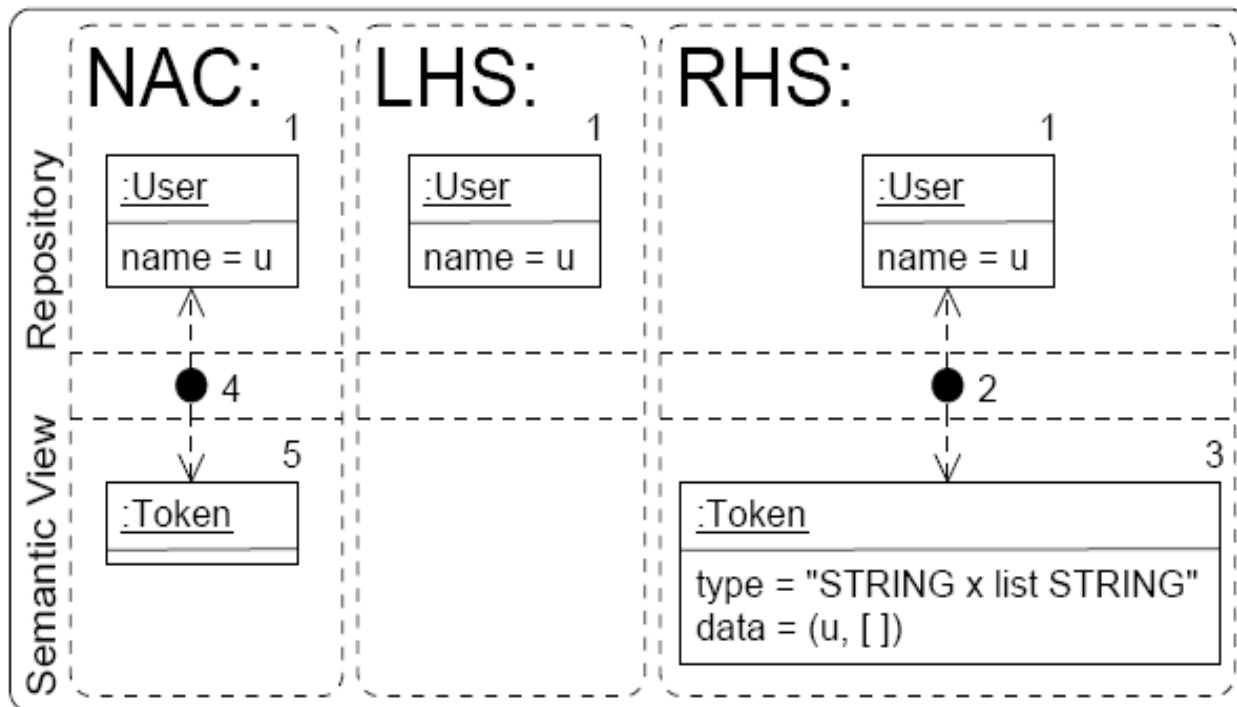 NAC:
1
:User
name = u
4
5
:Token
LHS:
1
:User
name = u
RHS:
1
:User
name = u
2
3
:Token
type = "STRING x list STRING"
data = (u, [ ])
Repository
Semantic View